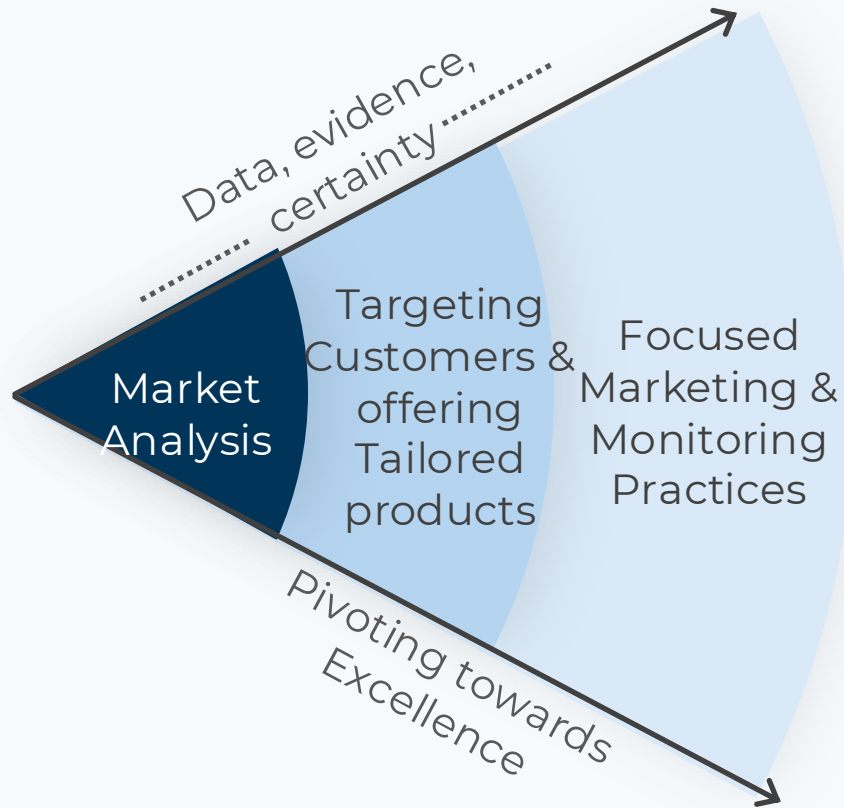 Data, evidence,
certainty
Market
Analysis
Targeting
Customers &
offering
Tailored
products
Focused
Marketing &
Monitoring
Practices
Pivoting towards
Excellence